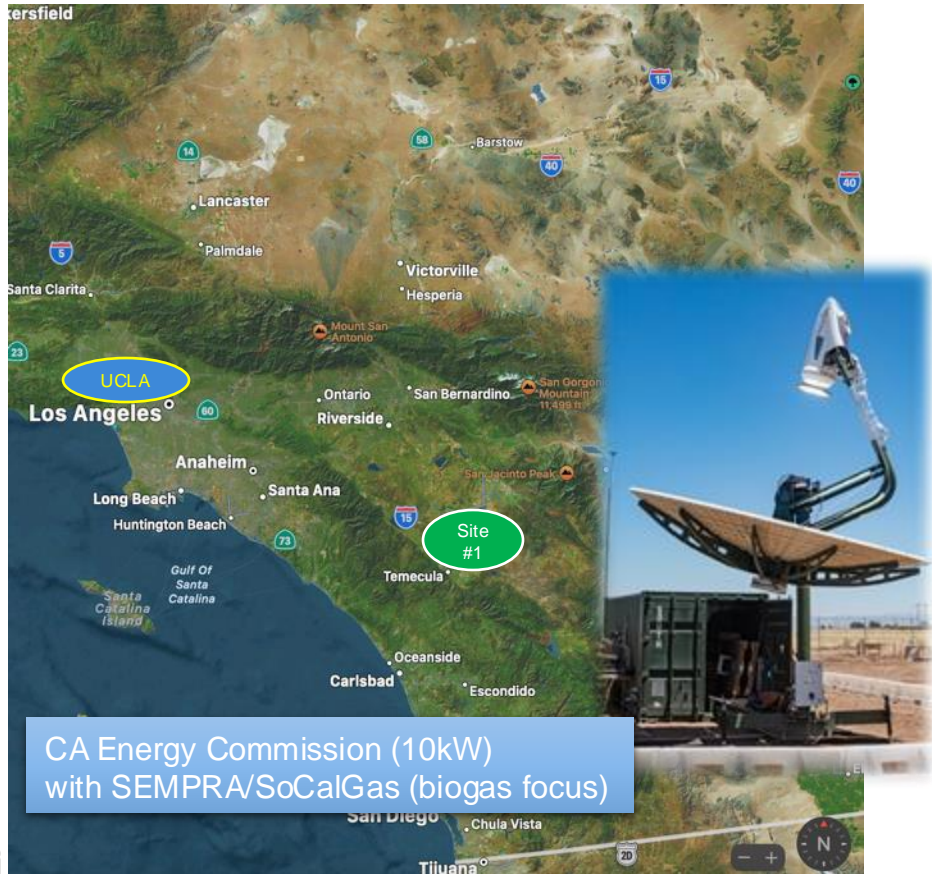 kersfield
15
14
58
Barstow
40
40
Lancaster
5
Palmdale
Victorville
Santa Clarita
Hesperia
Mount San
Antonio
23
UCLA
Ontario
San Bernardino
San Gorgon
Mountain
11,499 ft
Los Angeles
60
Riverside
Anaheim
San Jacinto Peak
Long Beach
Santa Ana
15
Site
#1
Huntington Beach
73
Gulf Of
Santa
Catalina
Temecula
Santa
Catalina
Island
Oceanside
Carlsbad
Escondido
CA Energy Commission (10kW)
with SEMPRA/SoCalGas (biogas focus)
San Diego
Chula Vista
2D
N
Tijuana